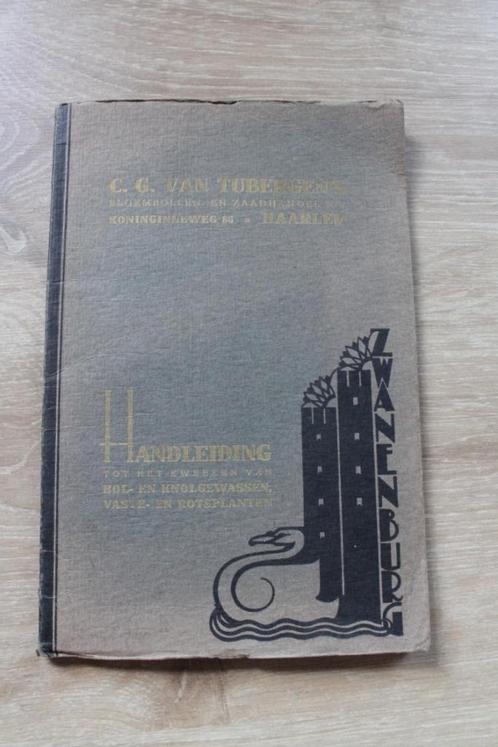 C. G. VAN TUBERGEN'S
BLOEMBOLLEN- EN ZAADHANDEL N.V.
KONINGINNEWEG 86 - HAARLEM
HANDLEIDING
TOT HET KWEEKEN VAN
BOL- EN KNOLGEWASSEN,
VASTE- EN ROTSPLANTEN
ZWANENBURG